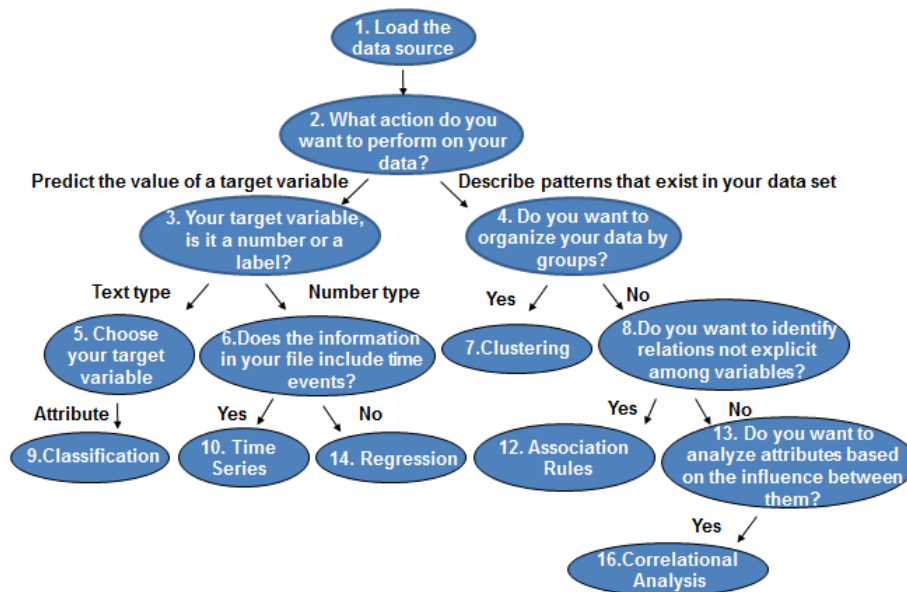 1. Load the
data source
2. What action do you
want to perform on your
data?
Predict the value of a target variable
Describe patterns that exist in your data set
3. Your target variable,
is it a number or a
label?
4. Do you want to
organize your data by
groups?
Text type
Number type
Yes
No
5. Choose
your target
variable
6.Does the information
in your file include time
events?
7.Clustering
8.Do you want to identify
relations not explicit
among variables?
Attribute
Yes
No
Yes
No
9.Classification
10. Time
Series
14. Regression
12. Association
Rules
13. Do you want to
analyze attributes based
on the influence between
them?
Yes
16.Correlational
Analysis